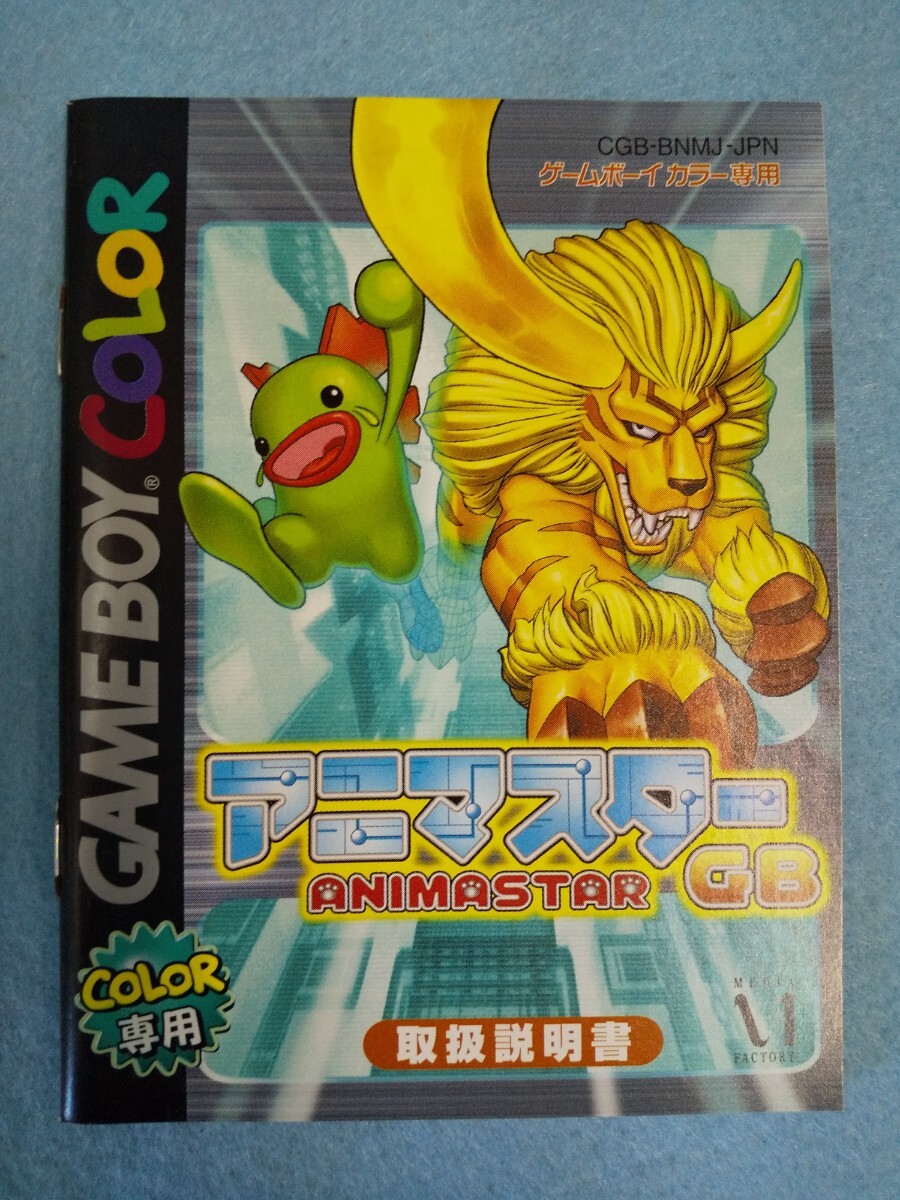 CGB-BNMJ-JPN
ゲームボーイ カラー専用
GAME BOY® COLOR
アニマスター
GB
ANIMASTAR
COLOR
専用
取扱説明書
MEDIA
FACTORY